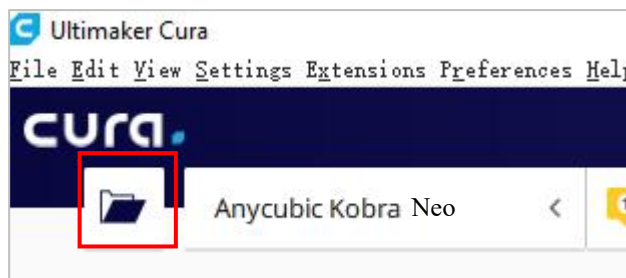 Ultimaker Cura
File Edit View Settings Extensions Preferences Help
cura.
Anycubic Kobra Neo <